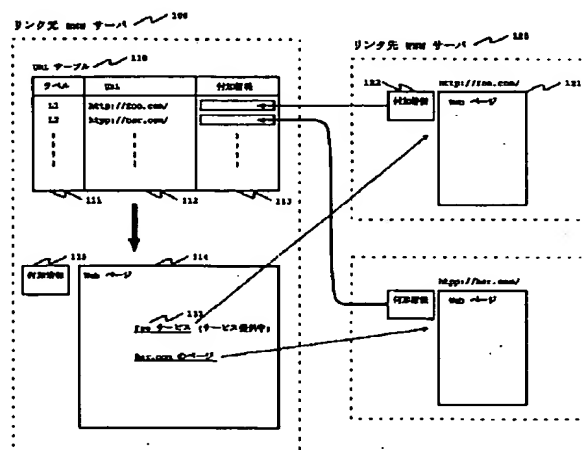 リンク元 WWW サーバ 100
URL テーブル 110
ラベル URL 付加情報
L1 http://foo.com/
L2 htyp://bar.com/
111 112 113
115 114
付加情報 Web ページ
132
foo サービス (サービス提供中)
Bar.com のページ
リンク先 WWW サーバ 120
122 http://foo.com/ 121
付加情報 Web ページ
htyp://bar.com/
付加情報 Web ページ